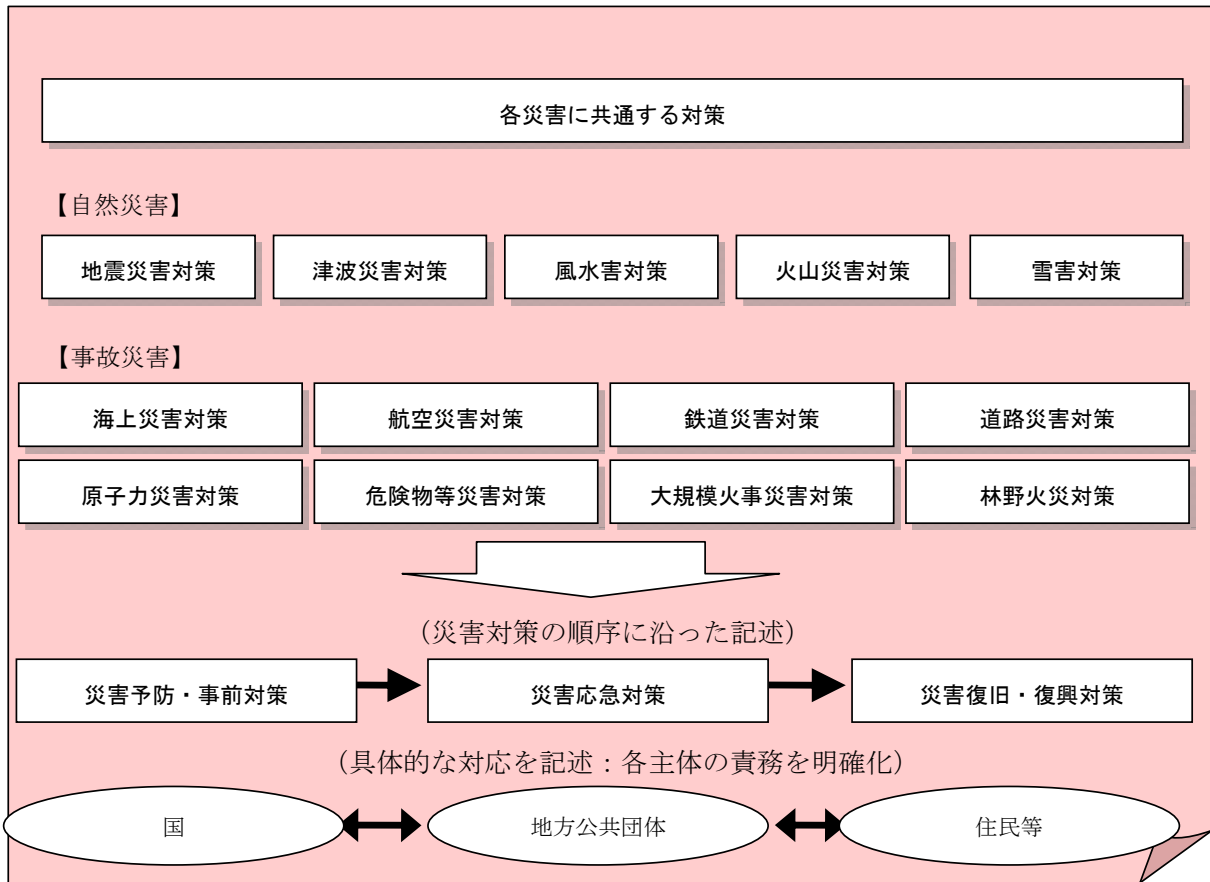 各災害に共通する対策
【自然災害】
地震災害対策 津波災害対策 風水害対策 火山災害対策 雪害対策
【事故災害】
海上災害対策 航空災害対策 鉄道災害対策 道路災害対策
原子力災害対策 危険物等災害対策 大規模火事災害対策 林野火災対策
（災害対策の順序に沿った記述）
災害予防・事前対策 災害応急対策 災害復旧・復興対策
（具体的な対応を記述：各主体の責務を明確化）
国 地方公共団体 住民等